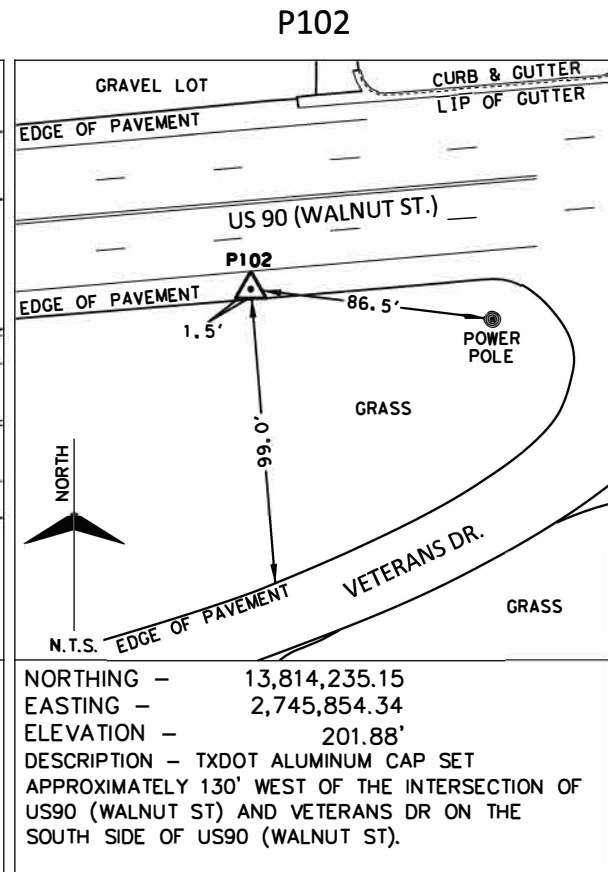 P102
GRAVEL LOT
CURB & GUTTER
LIP OF GUTTER
EDGE OF PAVEMENT
US 90 (WALNUT ST.)
P102
EDGE OF PAVEMENT
86.5'
1.5'
POWER
POLE
GRASS
99.0'
NORTH
VETERANS DR.
EDGE OF PAVEMENT
GRASS
N.T.S.
NORTHING – 13,814,235.15
EASTING – 2,745,854.34
ELEVATION – 201.88'
DESCRIPTION – TXDOT ALUMINUM CAP SET
APPROXIMATELY 130' WEST OF THE INTERSECTION OF
US90 (WALNUT ST) AND VETERANS DR ON THE
SOUTH SIDE OF US90 (WALNUT ST).